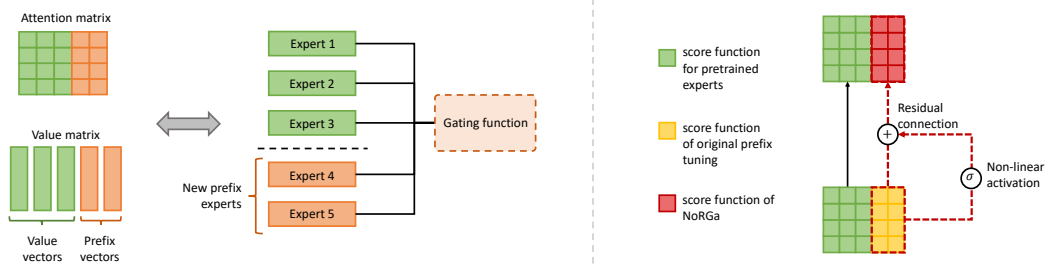 Attention matrix
Value matrix
Value
vectors
Prefix
vectors
Expert 1
Expert 2
Expert 3
New prefix
experts
Expert 4
Expert 5
Gating function
score function
for pretrained
experts
score function
of original prefix
tuning
score function of
NoRGa
Residual
connection
+
σ
Non-linear
activation